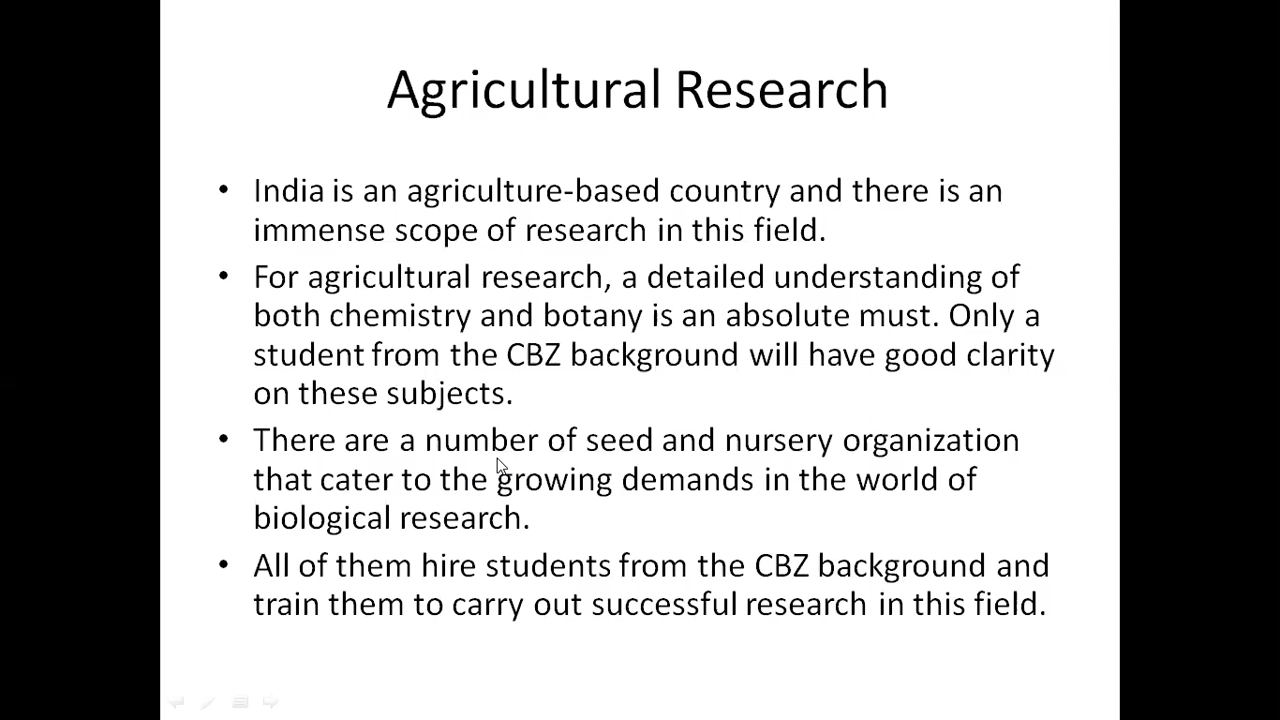 Agricultural Research
• India is an agriculture-based country and there is an
immense scope of research in this field.
• For agricultural research, a detailed understanding of
both chemistry and botany is an absolute must. Only a
student from the CBZ background will have good clarity
on these subjects.
• There are a number of seed and nursery organization
that cater to the growing demands in the world of
biological research.
• All of them hire students from the CBZ background and
train them to carry out successful research in this field.